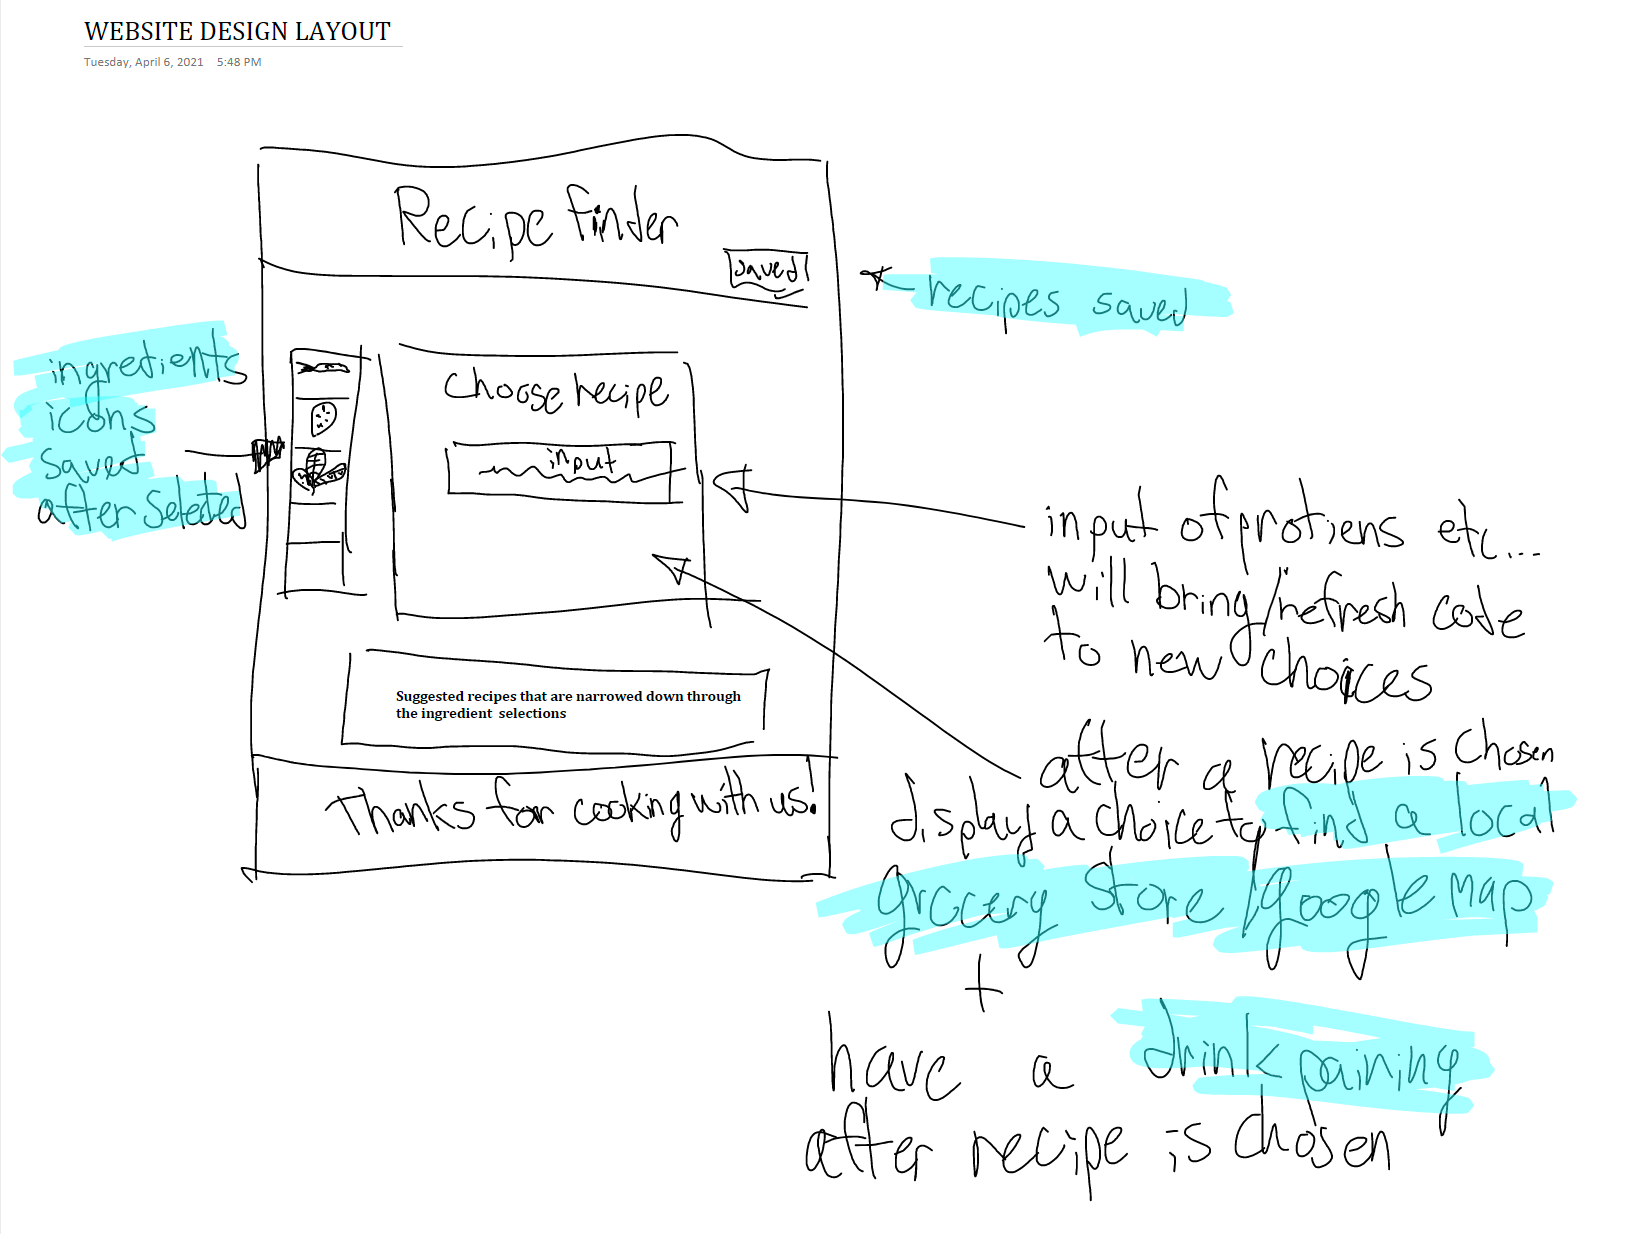 WEBSITE DESIGN LAYOUT
Tuesday, April 6, 2021 5:48 PM
Recipe finder
saved
recipes saved
ingredients
icons
saved
after seleted
Choose recipe
input
input of protiens etc...
will bring/refresh code
to new choices
Suggested recipes that are narrowed down through
the ingredient selections
after a recipe is chosen
display a choice to find a local
grocery store/google map
+
have a drink pairing
after recipe is chosen
Thanks for cooking with us!